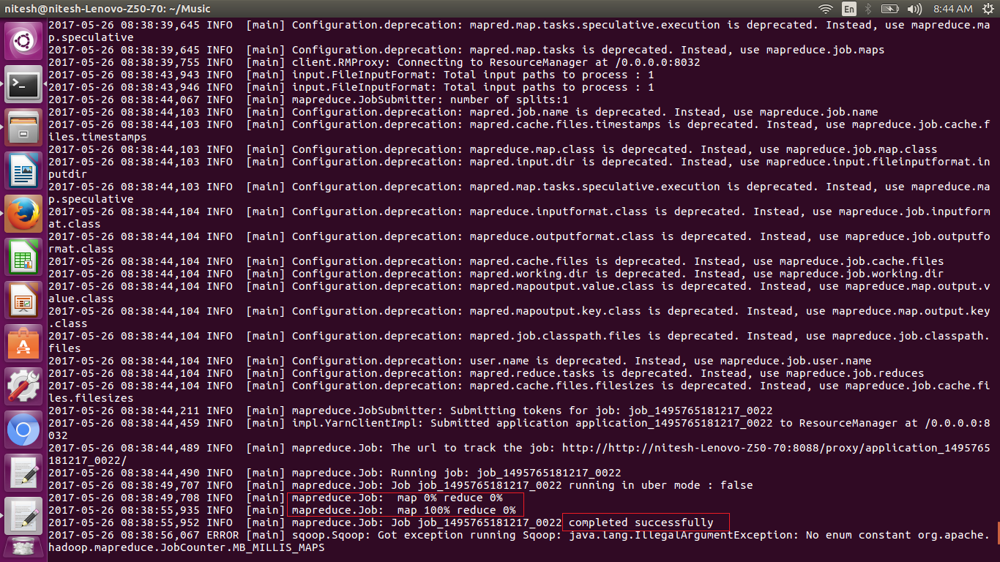 nitesh@nitesh-Lenovo-Z50-70: ~/Music
En
8:44 AM
2017-05-26 08:38:39,645 INFO  [main] Configuration.deprecation: mapred.map.tasks.speculative.execution is deprecated. Instead, use mapreduce.ma
p.speculative
2017-05-26 08:38:39,645 INFO  [main] Configuration.deprecation: mapred.map.tasks is deprecated. Instead, use mapreduce.job.maps
2017-05-26 08:38:39,755 INFO  [main] client.RMProxy: Connecting to ResourceManager at /0.0.0.0:8032
2017-05-26 08:38:43,943 INFO  [main] input.FileInputFormat: Total input paths to process : 1
2017-05-26 08:38:43,946 INFO  [main] input.FileInputFormat: Total input paths to process : 1
2017-05-26 08:38:44,067 INFO  [main] mapreduce.JobSubmitter: number of splits:1
2017-05-26 08:38:44,103 INFO  [main] Configuration.deprecation: mapred.job.name is deprecated. Instead, use mapreduce.job.name
2017-05-26 08:38:44,103 INFO  [main] Configuration.deprecation: mapred.cache.files.timestamps is deprecated. Instead, use mapreduce.job.cache.f
iles.timestamps
2017-05-26 08:38:44,103 INFO  [main] Configuration.deprecation: mapreduce.map.class is deprecated. Instead, use mapreduce.job.map.class
2017-05-26 08:38:44,103 INFO  [main] Configuration.deprecation: mapred.input.dir is deprecated. Instead, use mapreduce.input.fileinputformat.in
putdir
2017-05-26 08:38:44,103 INFO  [main] Configuration.deprecation: mapred.map.tasks.speculative.execution is deprecated. Instead, use mapreduce.ma
p.speculative
2017-05-26 08:38:44,104 INFO  [main] Configuration.deprecation: mapreduce.inputformat.class is deprecated. Instead, use mapreduce.job.inputform
at.class
2017-05-26 08:38:44,104 INFO  [main] Configuration.deprecation: mapreduce.outputformat.class is deprecated. Instead, use mapreduce.job.outputfo
rmat.class
2017-05-26 08:38:44,104 INFO  [main] Configuration.deprecation: mapred.cache.files is deprecated. Instead, use mapreduce.job.cache.files
2017-05-26 08:38:44,104 INFO  [main] Configuration.deprecation: mapred.working.dir is deprecated. Instead, use mapreduce.job.working.dir
2017-05-26 08:38:44,104 INFO  [main] Configuration.deprecation: mapred.mapoutput.value.class is deprecated. Instead, use mapreduce.map.output.v
alue.class
2017-05-26 08:38:44,104 INFO  [main] Configuration.deprecation: mapred.mapoutput.key.class is deprecated. Instead, use mapreduce.map.output.key
.class
2017-05-26 08:38:44,104 INFO  [main] Configuration.deprecation: mapred.job.classpath.files is deprecated. Instead, use mapreduce.job.classpath.
files
2017-05-26 08:38:44,104 INFO  [main] Configuration.deprecation: user.name is deprecated. Instead, use mapreduce.job.user.name
2017-05-26 08:38:44,104 INFO  [main] Configuration.deprecation: mapred.reduce.tasks is deprecated. Instead, use mapreduce.job.reduces
2017-05-26 08:38:44,104 INFO  [main] Configuration.deprecation: mapred.cache.files.filesizes is deprecated. Instead, use mapreduce.job.cache.fi
les.filesizes
2017-05-26 08:38:44,211 INFO  [main] mapreduce.JobSubmitter: Submitting tokens for job: job_1495765181217_0022
2017-05-26 08:38:44,459 INFO  [main] impl.YarnClientImpl: Submitted application application_1495765181217_0022 to ResourceManager at /0.0.0.0:8
032
2017-05-26 08:38:44,489 INFO  [main] mapreduce.Job: The url to track the job: http://http://nitesh-Lenovo-Z50-70:8088/proxy/application_1495765
181217_0022/
2017-05-26 08:38:44,490 INFO  [main] mapreduce.Job: Running job: job_1495765181217_0022
2017-05-26 08:38:49,707 INFO  [main] mapreduce.Job: Job job_1495765181217_0022 running in uber mode : false
2017-05-26 08:38:49,708 INFO  [main] mapreduce.Job:  map 0% reduce 0%
2017-05-26 08:38:55,935 INFO  [main] mapreduce.Job:  map 100% reduce 0%
2017-05-26 08:38:55,952 INFO  [main] mapreduce.Job: Job job_1495765181217_0022 completed successfully
2017-05-26 08:38:56,067 ERROR [main] sqoop.Sqoop: Got exception running Sqoop: java.lang.IllegalArgumentException: No enum constant org.apache.
hadoop.mapreduce.JobCounter.MB_MILLIS_MAPS